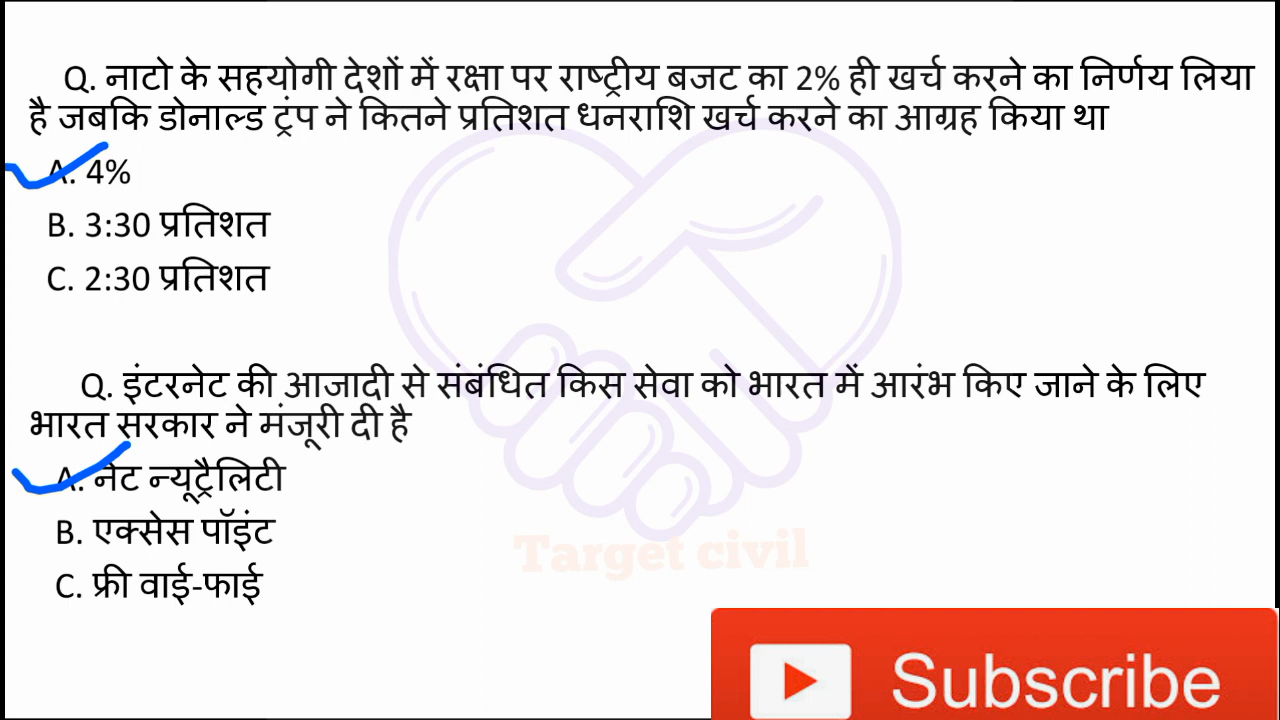 Q. नाटो के सहयोगी देशों में रक्षा पर राष्ट्रीय बजट का 2% ही खर्च करने का निर्णय लिया
है जबकि डोनाल्ड ट्रंप ने कितने प्रतिशत धनराशि खर्च करने का आग्रह किया था
A. 4%
B. 3:30 प्रतिशत
C. 2:30 प्रतिशत
Q. इंटरनेट की आजादी से संबंधित किस सेवा को भारत में आरंभ किए जाने के लिए
भारत सरकार ने मंजूरी दी है
A. नेट न्यूट्रैलिटी
B. एक्सेस पॉइंट
C. फ्री वाई-फाई
Target civil
Subscribe